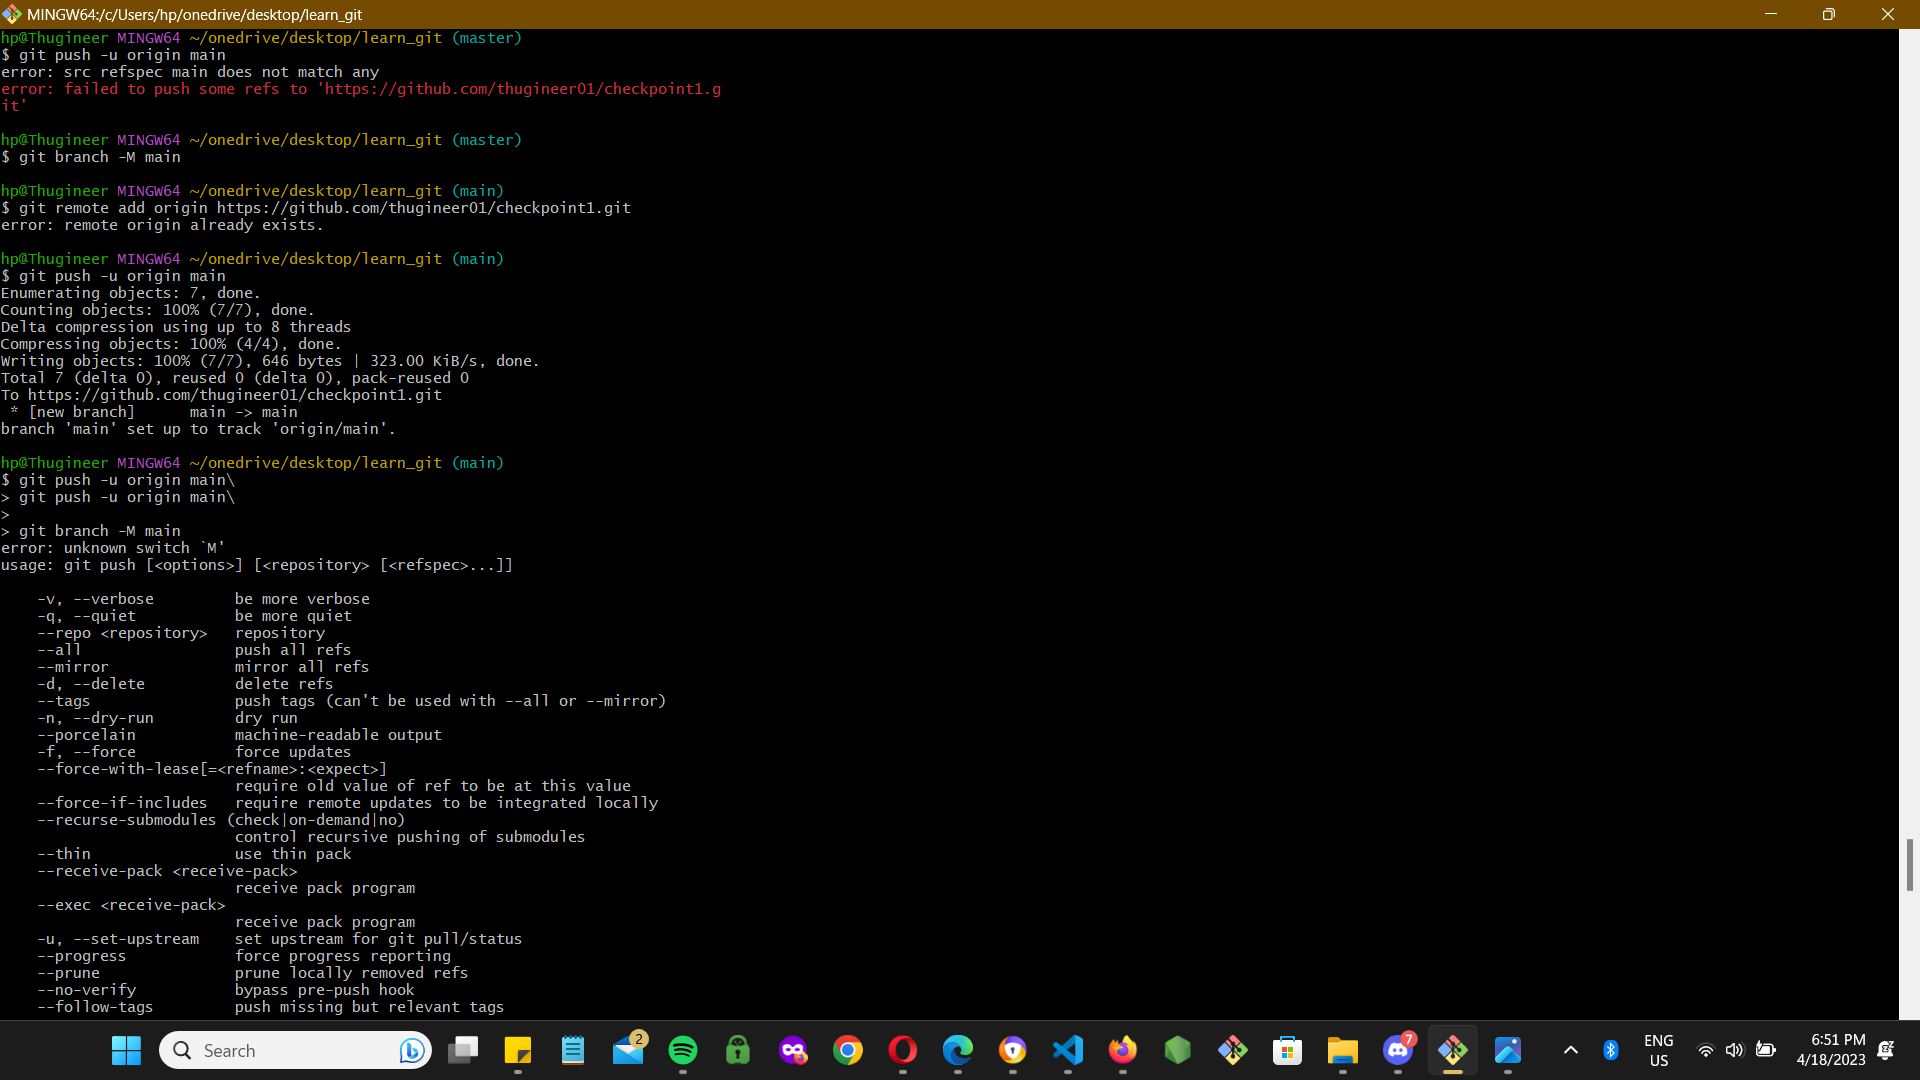 MINGW64:/c/Users/hp/onedrive/desktop/learn_git
hp@Thugineer MINGW64 ~/onedrive/desktop/learn_git (master)
$ git push -u origin main
error: src refspec main does not match any
error: failed to push some refs to 'https://github.com/thugineer01/checkpoint1.g
it'
hp@Thugineer MINGW64 ~/onedrive/desktop/learn_git (master)
$ git branch -M main
hp@Thugineer MINGW64 ~/onedrive/desktop/learn_git (main)
$ git remote add origin https://github.com/thugineer01/checkpoint1.git
error: remote origin already exists.
hp@Thugineer MINGW64 ~/onedrive/desktop/learn_git (main)
$ git push -u origin main
Enumerating objects: 7, done.
Counting objects: 100% (7/7), done.
Delta compression using up to 8 threads
Compressing objects: 100% (4/4), done.
Writing objects: 100% (7/7), 646 bytes | 323.00 KiB/s, done.
Total 7 (delta 0), reused 0 (delta 0), pack-reused 0
To https://github.com/thugineer01/checkpoint1.git
 * [new branch]      main -> main
branch 'main' set up to track 'origin/main'.
hp@Thugineer MINGW64 ~/onedrive/desktop/learn_git (main)
$ git push -u origin main\
> git push -u origin main\
>
> git branch -M main
error: unknown switch `M'
usage: git push [<options>] [<repository> [<refspec>...]]
    -v, --verbose         be more verbose
    -q, --quiet           be more quiet
    --repo <repository>   repository
    --all                 push all refs
    --mirror              mirror all refs
    -d, --delete          delete refs
    --tags                push tags (can't be used with --all or --mirror)
    -n, --dry-run         dry run
    --porcelain           machine-readable output
    -f, --force           force updates
    --force-with-lease[=<refname>:<expect>]
                          require old value of ref to be at this value
    --force-if-includes   require remote updates to be integrated locally
    --recurse-submodules (check|on-demand|no)
                          control recursive pushing of submodules
    --thin                use thin pack
    --receive-pack <receive-pack>
                          receive pack program
    --exec <receive-pack>
                          receive pack program
    -u, --set-upstream    set upstream for git pull/status
    --progress            force progress reporting
    --prune               prune locally removed refs
    --no-verify           bypass pre-push hook
    --follow-tags         push missing but relevant tags
Search
2
7
ENG
US
6:51 PM
4/18/2023